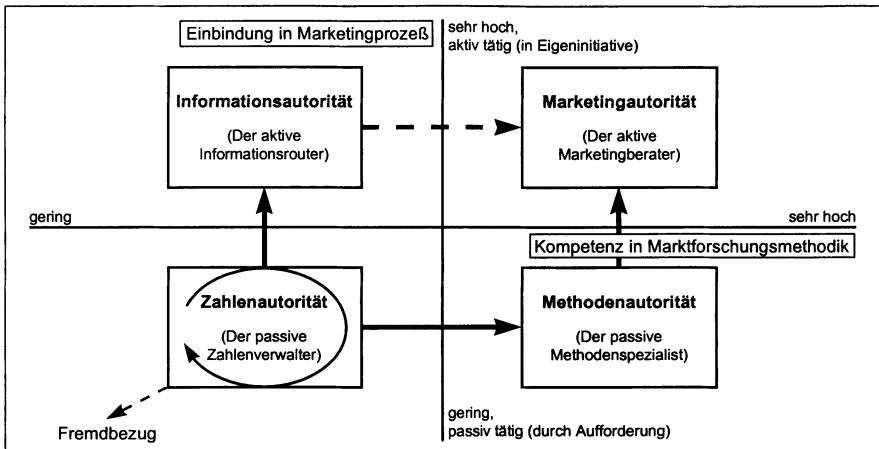 Einbindung in Marketingprozeß
sehr hoch,
aktiv tätig (in Eigeninitiative)
Informationsautorität
(Der aktive
Informationsrouter)
Marketingautorität
(Der aktive
Marketingberater)
gering
sehr hoch
Kompetenz in Marktforschungsmethodik
Zahlenautorität
(Der passive
Zahlenverwalter)
Methodenautorität
(Der passive
Methodenspezialist)
Fremdbezug
gering,
passiv tätig (durch Aufforderung)